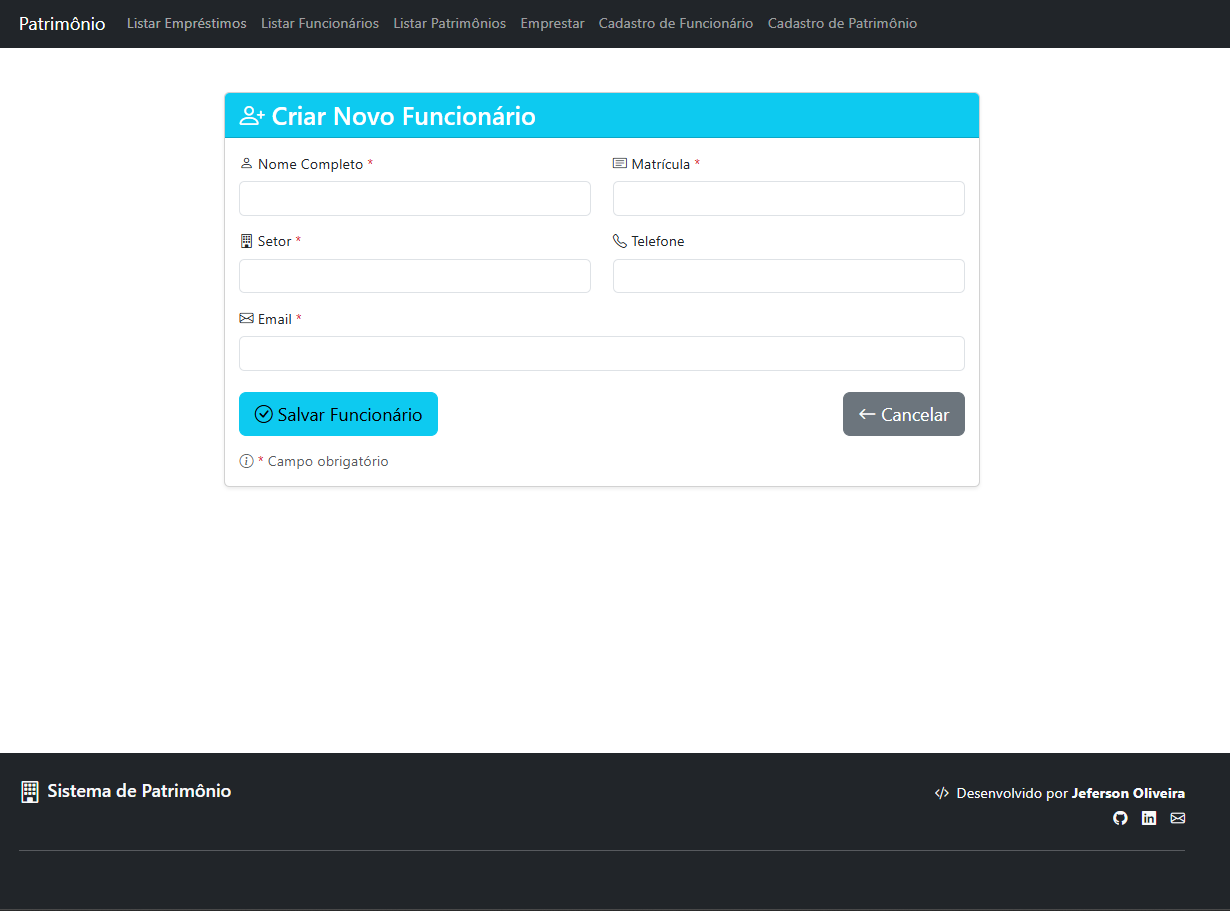 Patrimônio Listar Empréstimos Listar Funcionários Listar Patrimônios Emprestar Cadastro de Funcionário Cadastro de Patrimônio
Criar Novo Funcionário
Nome Completo * Matrícula *
Setor * Telefone
Email *
Salvar Funcionário Cancelar
* Campo obrigatório
Sistema de Patrimônio
Desenvolvido por Jeferson Oliveira